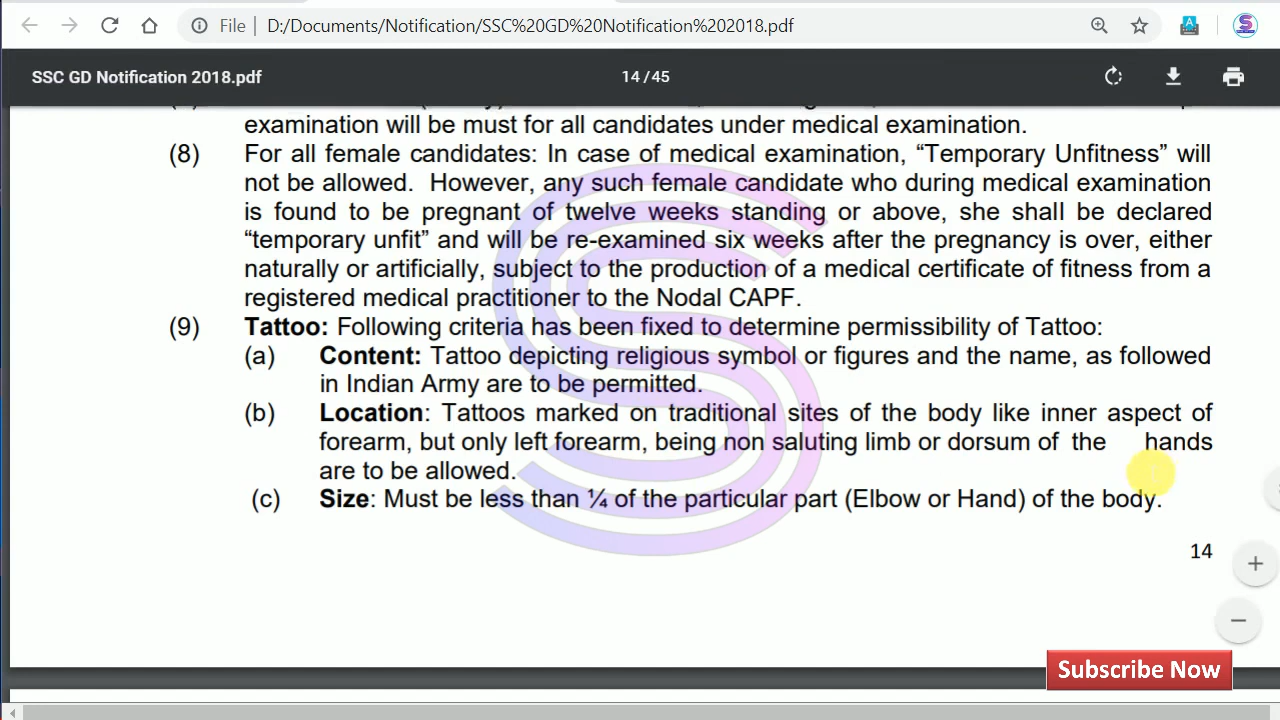 File | D:/Documents/Notification/SSC%20GD%20Notification%202018.pdf
SSC GD Notification 2018.pdf
14 / 45
examination will be must for all candidates under medical examination.
(8) For all female candidates: In case of medical examination, “Temporary Unfitness” will
not be allowed. However, any such female candidate who during medical examination
is found to be pregnant of twelve weeks standing or above, she shall be declared
“temporary unfit” and will be re-examined six weeks after the pregnancy is over, either
naturally or artificially, subject to the production of a medical certificate of fitness from a
registered medical practitioner to the Nodal CAPF.
(9) Tattoo: Following criteria has been fixed to determine permissibility of Tattoo:
(a) Content: Tattoo depicting religious symbol or figures and the name, as followed
in Indian Army are to be permitted.
(b) Location: Tattoos marked on traditional sites of the body like inner aspect of
forearm, but only left forearm, being non saluting limb or dorsum of the hands
are to be allowed.
(c) Size: Must be less than ¼ of the particular part (Elbow or Hand) of the body.
14
Subscribe Now